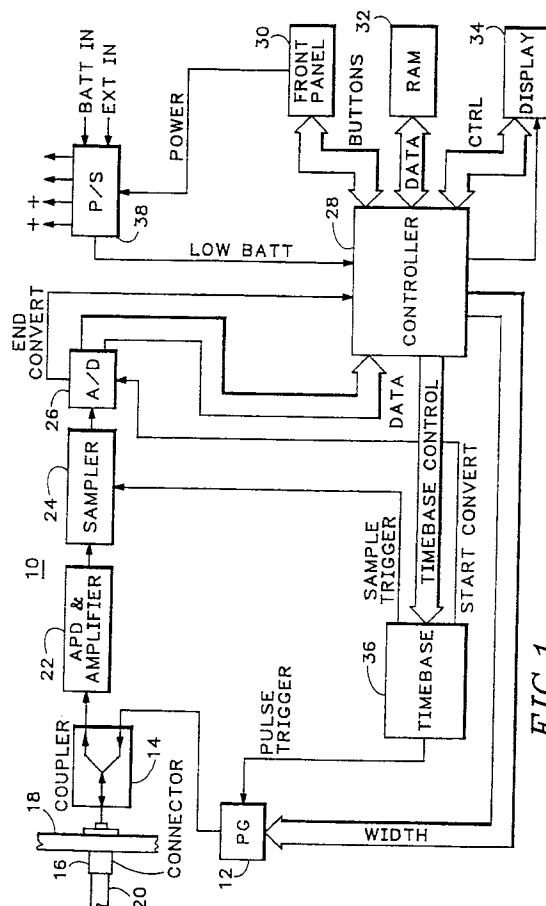 BATT IN
EXT IN
+ +
P/S
38
POWER
LOW BATT
30
FRONT
PANEL
BUTTONS
32
RAM
DATA
34
DISPLAY
CTRL
28
CONTROLLER
END
CONVERT
A/D
26
DATA
SAMPLER
24
10
APD &
AMPLIFIER
22
COUPLER
14
CONNECTOR
18
16
20
SAMPLE
TRIGGER
TIMEBASE CONTROL
START CONVERT
36
TIMEBASE
PULSE
TRIGGER
PG
12
WIDTH
FIG. 1